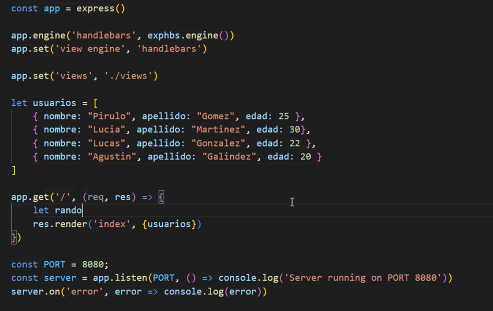 const app = express()
app.engine('handlebars', exphbs.engine())
app.set('view engine', 'handlebars')
app.set('views', './views')
let usuarios = [
{ nombre: "Pirulo", apellido: "Gomez", edad: 25 },
{ nombre: "Lucia", apellido: "Martinez", edad: 30},
{ nombre: "Lucas", apellido: "Gonzalez", edad: 22 },
{ nombre: "Agustin", apellido: "Galindez", edad: 20 }
]
app.get('/', (req, res) => {
let rando
res.render('index', {usuarios})
})
const PORT = 8080;
const server = app.listen(PORT, () => console.log('Server running on PORT 8080'))
server.on('error', error => console.log(error))